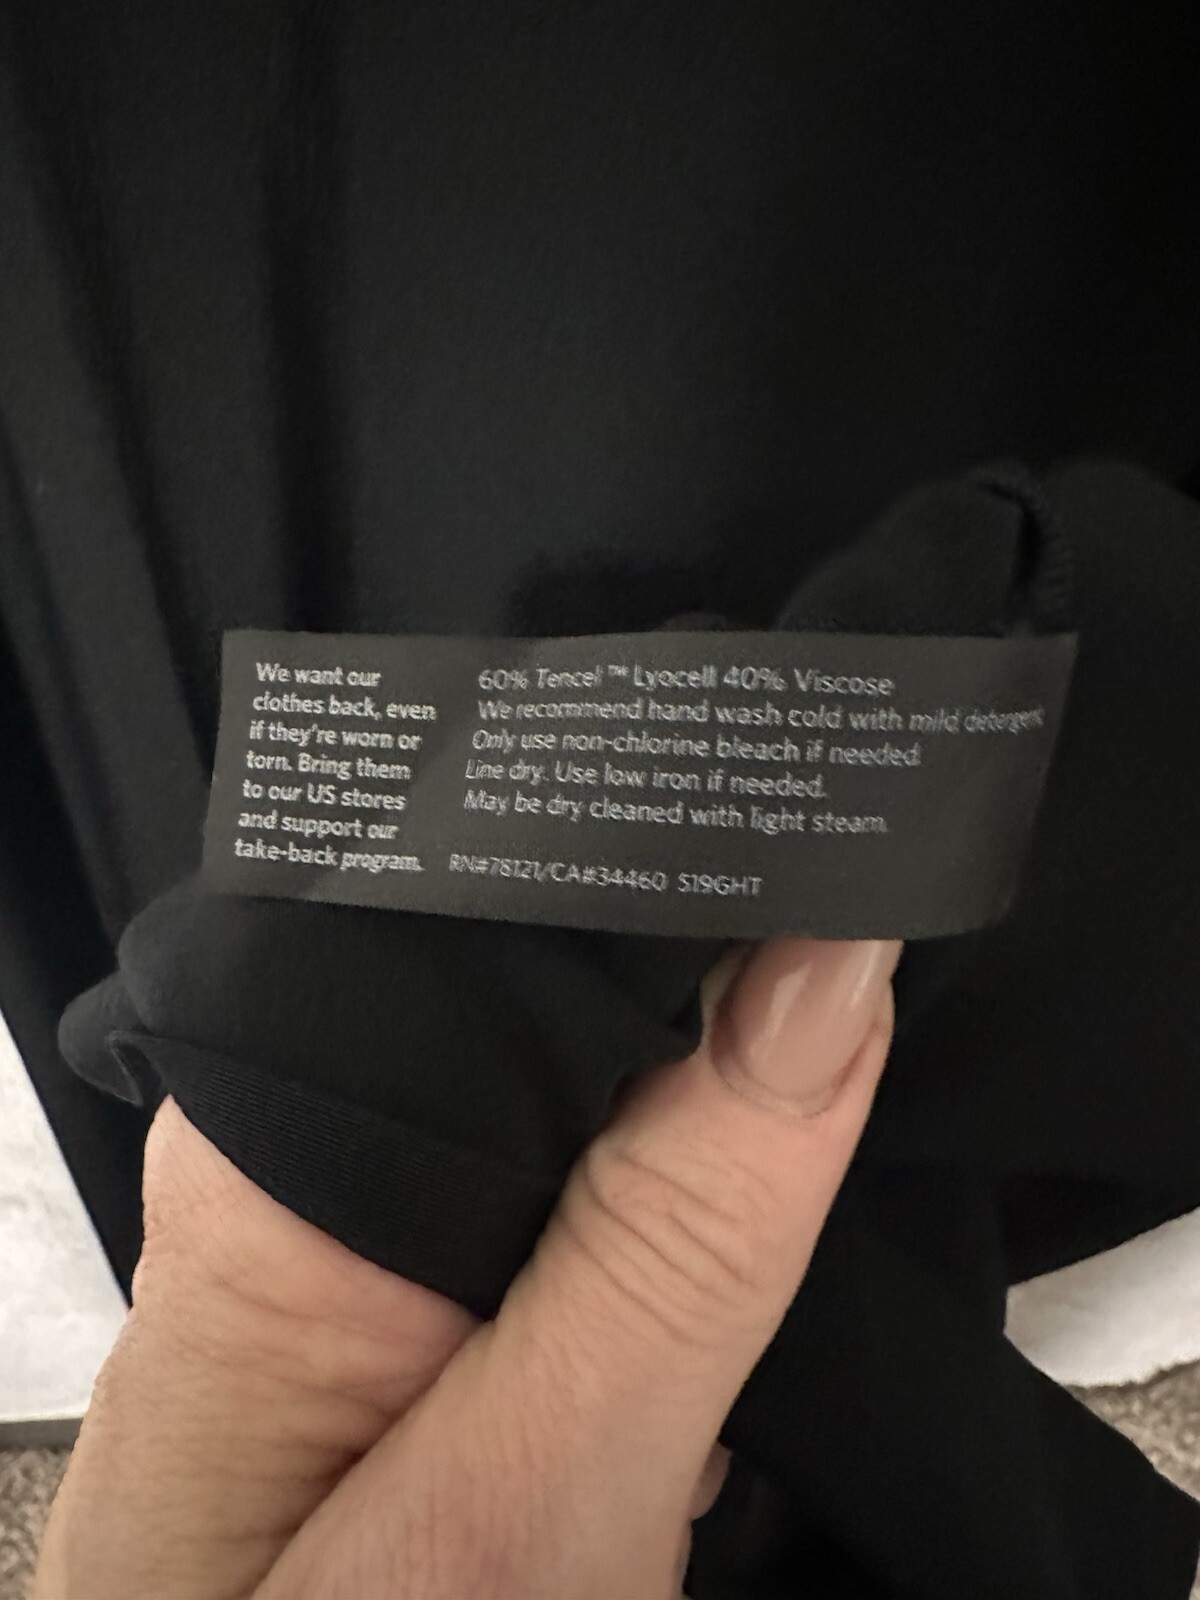 We want our
clothes back, even
if they're worn or
torn. Bring them
to our US stores
and support our
take-back program.
60% Tencel™ Lyocell 40% Viscose
We recommend hand wash cold with mild detergent
Only use non-chlorine bleach if needed.
Line dry. Use low iron if needed.
May be dry cleaned with light steam.
RN#78121/CA#34460 S19GHT